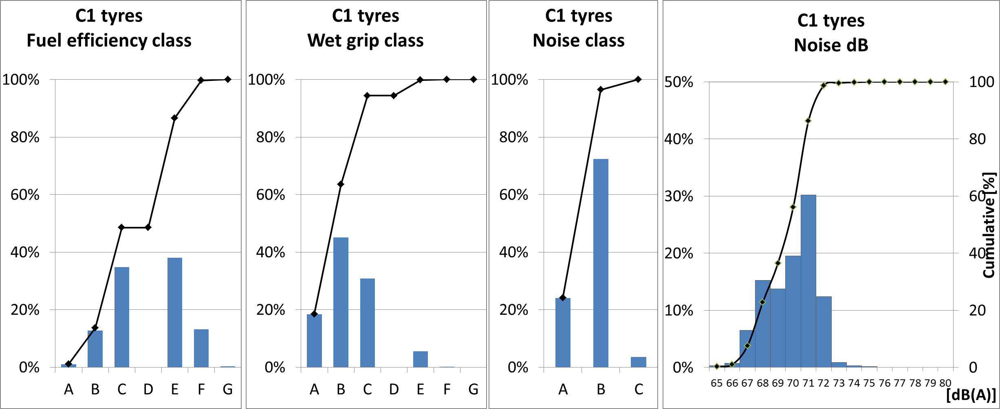 C1 tyres
Fuel efficiency class
100%
80%
60%
40%
20%
0%
A B C D E F G
C1 tyres
Wet grip class
100%
80%
60%
40%
20%
0%
A B C D E F G
C1 tyres
Noise class
100%
80%
60%
40%
20%
0%
A B C
C1 tyres
Noise dB
50%
40%
30%
20%
10%
0%
100
80
60
40
20
0
Cumulative [%]
65 66 67 68 69 70 71 72 73 74 75 76 77 78 79 80
[dB(A)]